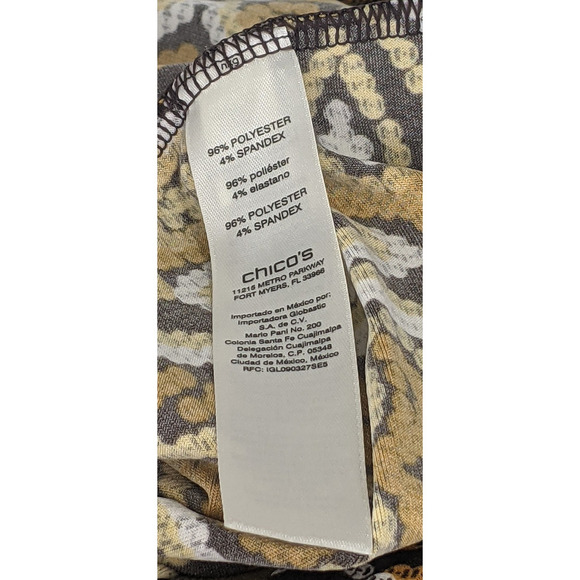 96% POLYESTER
4% SPANDEX
96% poliéster
4% elastano
96% POLYESTER
4% SPANDEX
chico's
11215 METRO PARKWAY
FORT MYERS, FL 33966
Importado en México por:
Importadora Globastic
S.A. de C.V.
Mario Pani No. 200
Colonia Santa Fe Cuajimalpa
Delegación Cuajimalpa
de Morelos, C.P. 05348
Ciudad de México, México
RFC: IGL090327SE5